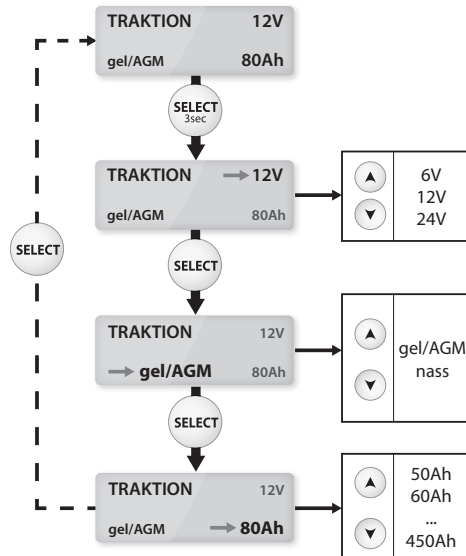 TRAKTION 12V
gel/AGM 80Ah
SELECT
3sec
TRAKTION 12V
gel/AGM 80Ah
6V
12V
24V
SELECT
SELECT
TRAKTION 12V
gel/AGM 80Ah
gel/AGM
nass
SELECT
TRAKTION 12V
gel/AGM 80Ah
50Ah
60Ah
...
450Ah